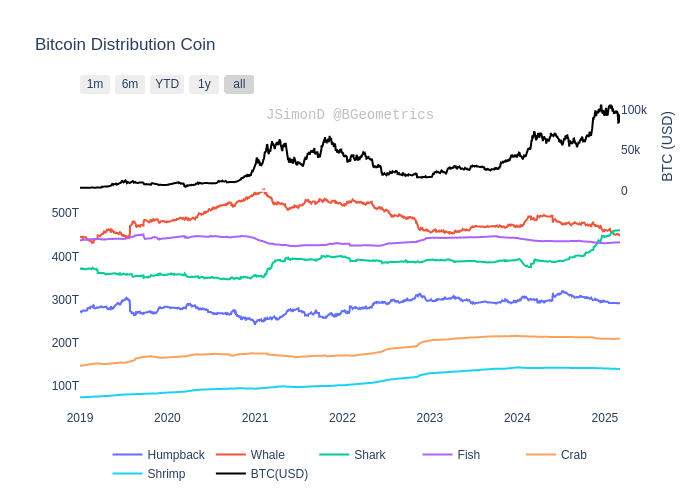 Bitcoin Distribution Coin
1m 6m YTD 1y all
JSimonD @BGeometrics
100k
50k
0
BTC (USD)
500T
400T
300T
200T
100T
2019 2020 2021 2022 2023 2024 2025
Humpback Whale Shark Fish Crab
Shrimp BTC(USD)